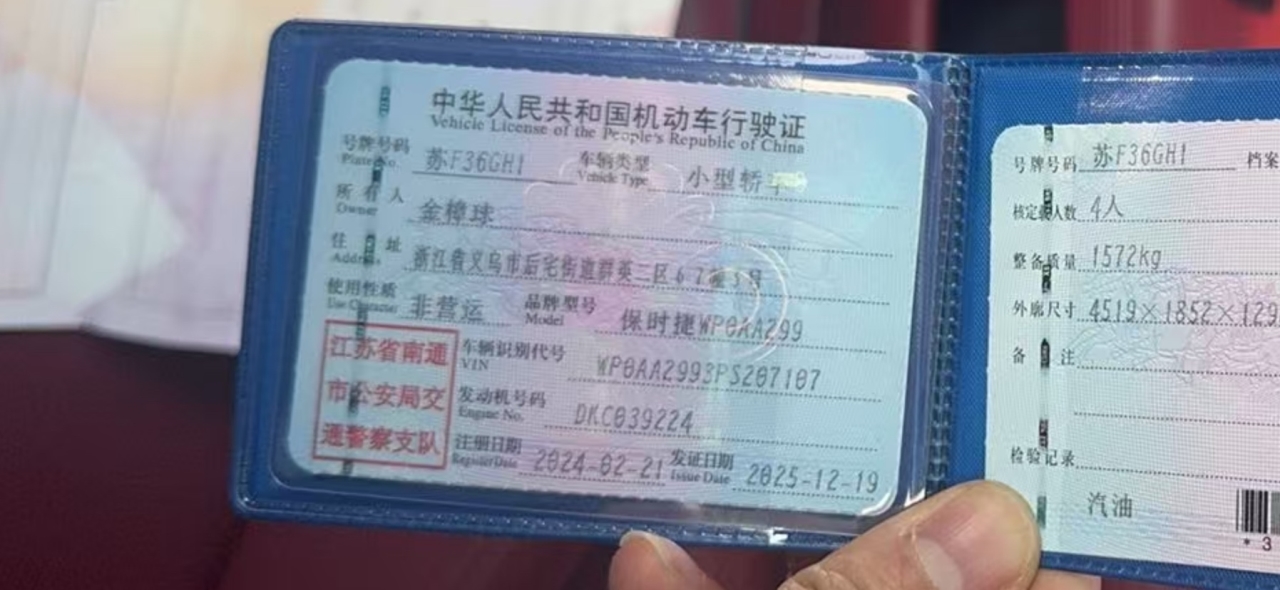 中华人民共和国机动车行驶证
Vehicle License of the People's Republic of China
号牌号码 苏F36GH1 车辆类型 小型轿车
Plate No. Vehicle Type
所有人 金樟球
Owner
住址 浙江省义乌市后宅街道群英二区67
Address
使用性质 非营运 品牌型号 保时捷WP0AA299
Use Character Model
江苏省南通
市公安局交
通警察支队
车辆识别代号 WP0AA2993PS207107
VIN
发动机号码 DKC039224
Engine No.
注册日期 2024-02-21 发证日期 2025-12-19
Register Date Issue Date
号牌号码 苏F36GH1 档案
核定载人数 4人
整备质量 1572kg
外廓尺寸 4519×1852×129
备注
检验记录
汽油
*3